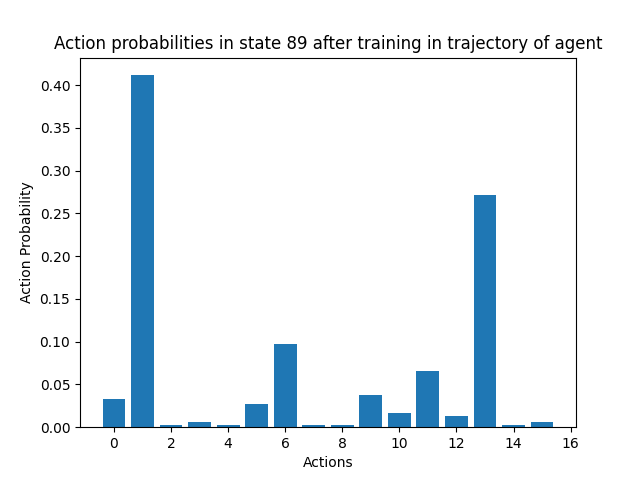 Action probabilities in state 89 after training in trajectory of agent
0.40
0.35
0.30
0.25
0.20
0.15
0.10
0.05
0.00
Action Probability
0 2 4 6 8 10 12 14 16
Actions